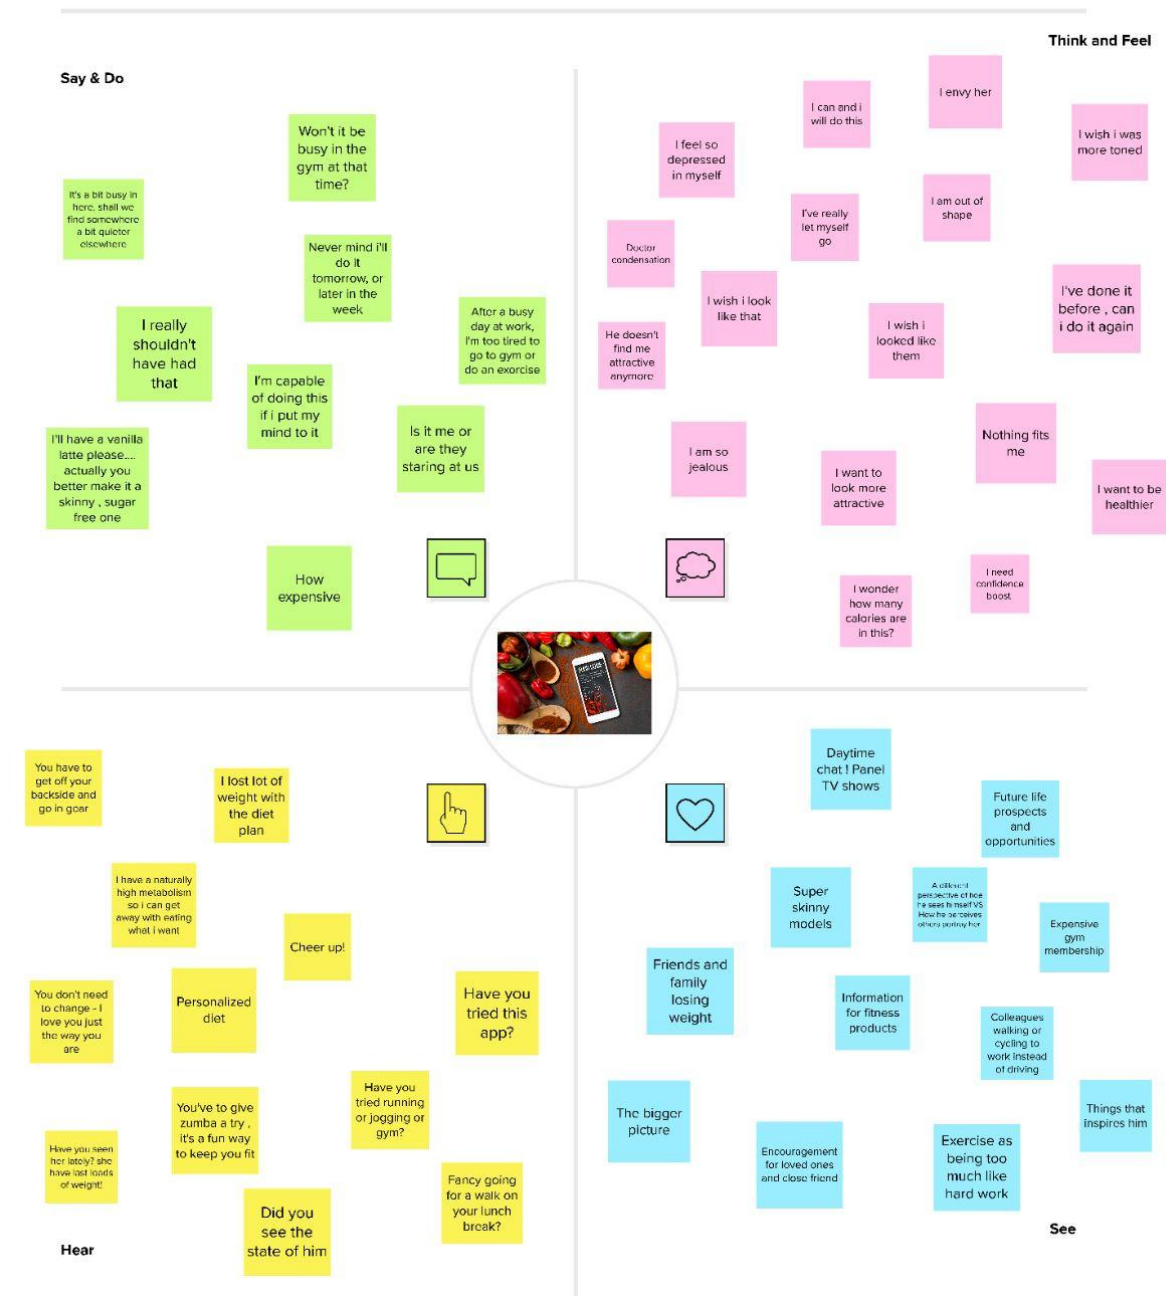 Think and Feel
Say & Do
Won't it be
busy in the
gym at that
time?
It's a bit busy in
here, shall we
find somewhere
a bit quieter
elsewhere
Never mind i'll
do it
tomorrow, or
later in the
week
After a busy
day at work,
I'm too tired to
go to gym or
do an exorcise
I really
shouldn't
have had
that
I'm capable
of doing this
if i put my
mind to it
Is it me or
are they
staring at us
I'll have a vanilla
latte please....
actually you
better make it a
skinny , sugar
free one
How
expensive
I envy her
I can and i
will do this
I wish i was
more toned
I feel so
depressed
in myself
I've really
let myself
go
I am out of
shape
Doctor
condensation
I wish i look
like that
I've done it
before , can
i do it again
I wish i
looked like
them
He doesn't
find me
attractive
anymore
Nothing fits
me
I am so
jealous
I want to
look more
attractive
I want to be
healthier
I need
confidence
boost
I wonder
how many
calories are
in this?
You have to
get off your
backside and
go in gear
I lost lot of
weight with
the diet
plan
I have a naturally
high metabolism
so i can get
away with eating
what i want
Cheer up!
You don't need
to change - I
love you just
the way you
are
Personalized
diet
Have you
tried this
app?
Have you
tried running
or jogging or
gym?
You've to give
zumba a try ,
it's a fun way
to keep you fit
Have you seen
her lately? she
have last loads
of weight!
Fancy going
for a walk on
your lunch
break?
Did you
see the
state of him
Hear
Daytime
chat ! Panel
TV shows
Future life
prospects
and
opportunities
Super
skinny
models
A different
perspective of hoe
he sees himself VS
How he perceives
others portray her
Expensive
gym
membership
Friends and
family
losing
weight
Information
for fitness
products
Colleagues
walking or
cycling to
work instead
of driving
The bigger
picture
Things that
inspires him
Encouragement
for loved ones
and close friend
Exercise as
being too
much like
hard work
See